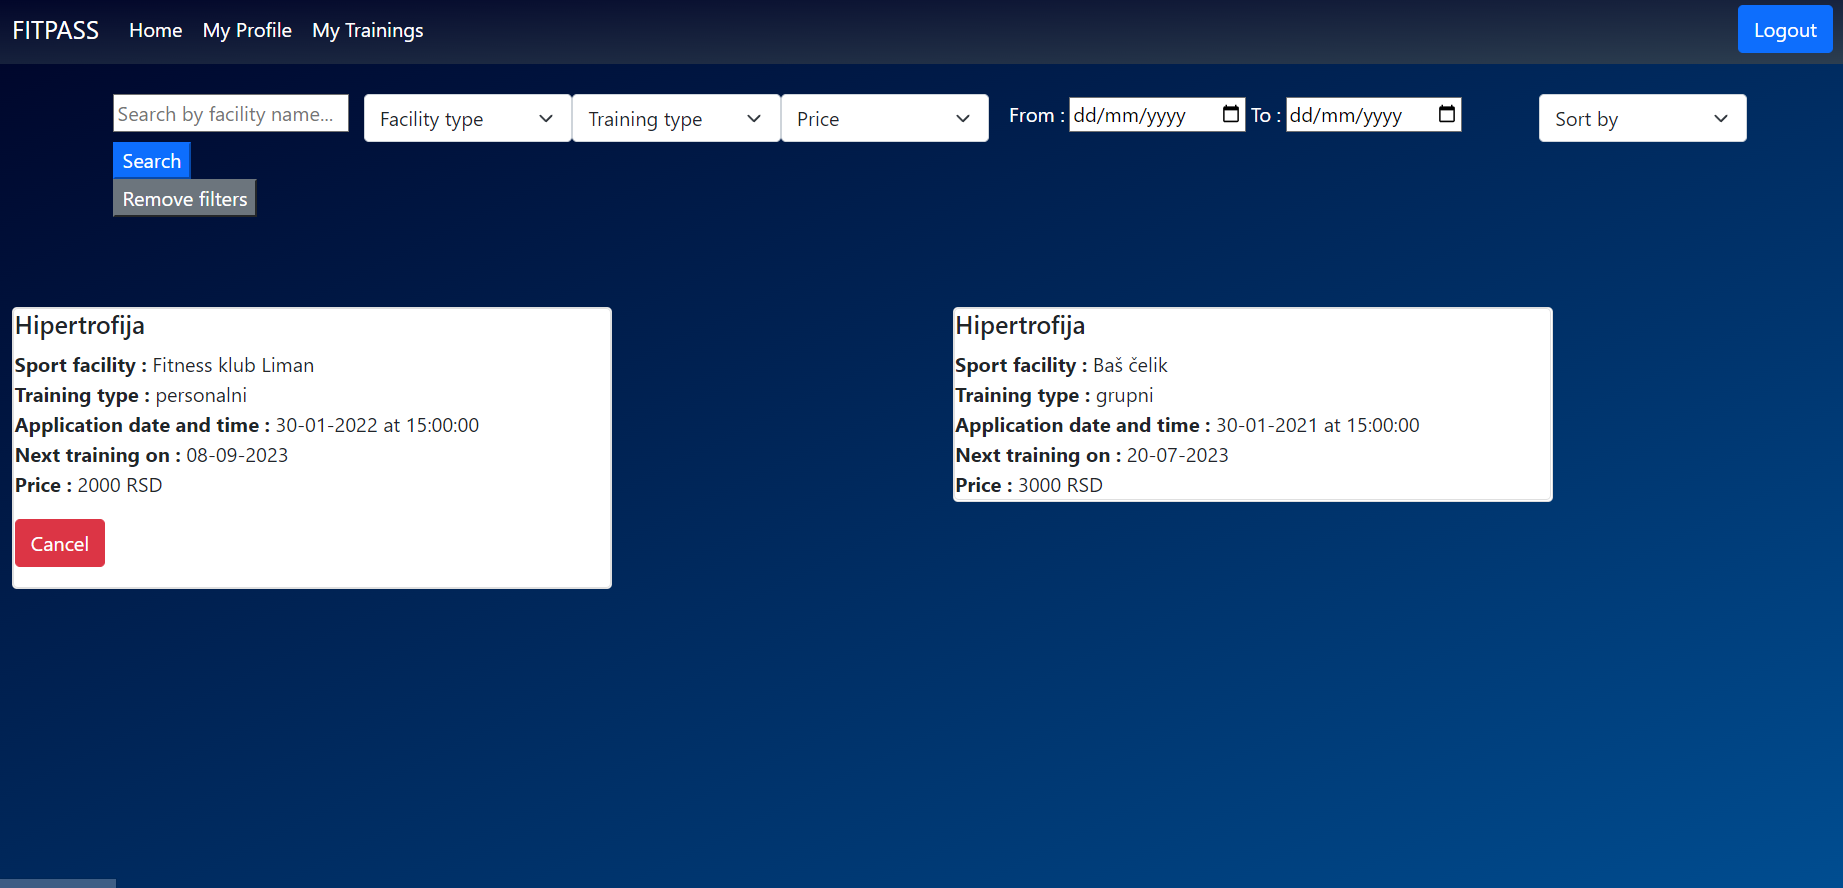 FITPASS Home My Profile My Trainings Logout
Search by facility name... Facility type Training type Price From : dd/mm/yyyy To : dd/mm/yyyy Sort by
Search
Remove filters
Hipertrofija
Sport facility : Fitness klub Liman
Training type : personalni
Application date and time : 30-01-2022 at 15:00:00
Next training on : 08-09-2023
Price : 2000 RSD
Cancel
Hipertrofija
Sport facility : Baš čelik
Training type : grupni
Application date and time : 30-01-2021 at 15:00:00
Next training on : 20-07-2023
Price : 3000 RSD